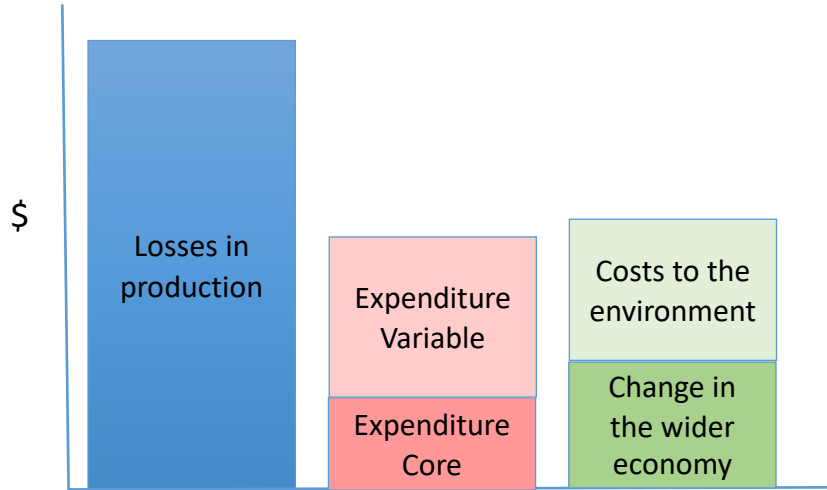 $
Losses in
production
Expenditure
Variable
Expenditure
Core
Costs to the
environment
Change in
the wider
economy